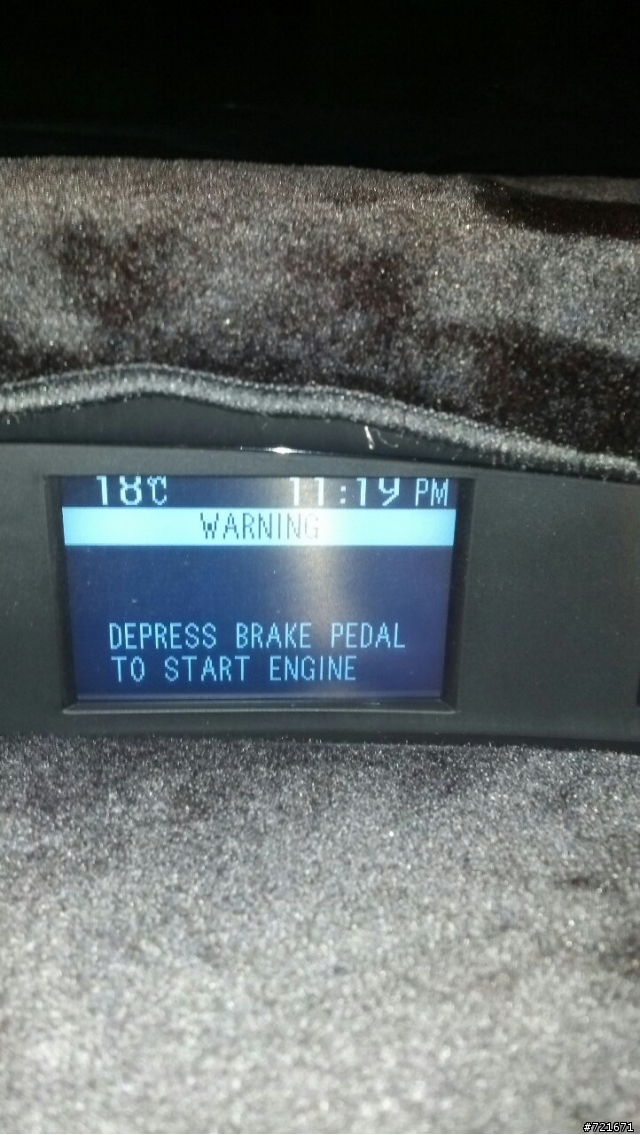 18℃ 11:19 PM
WARNING
DEPRESS BRAKE PEDAL
TO START ENGINE
#721671